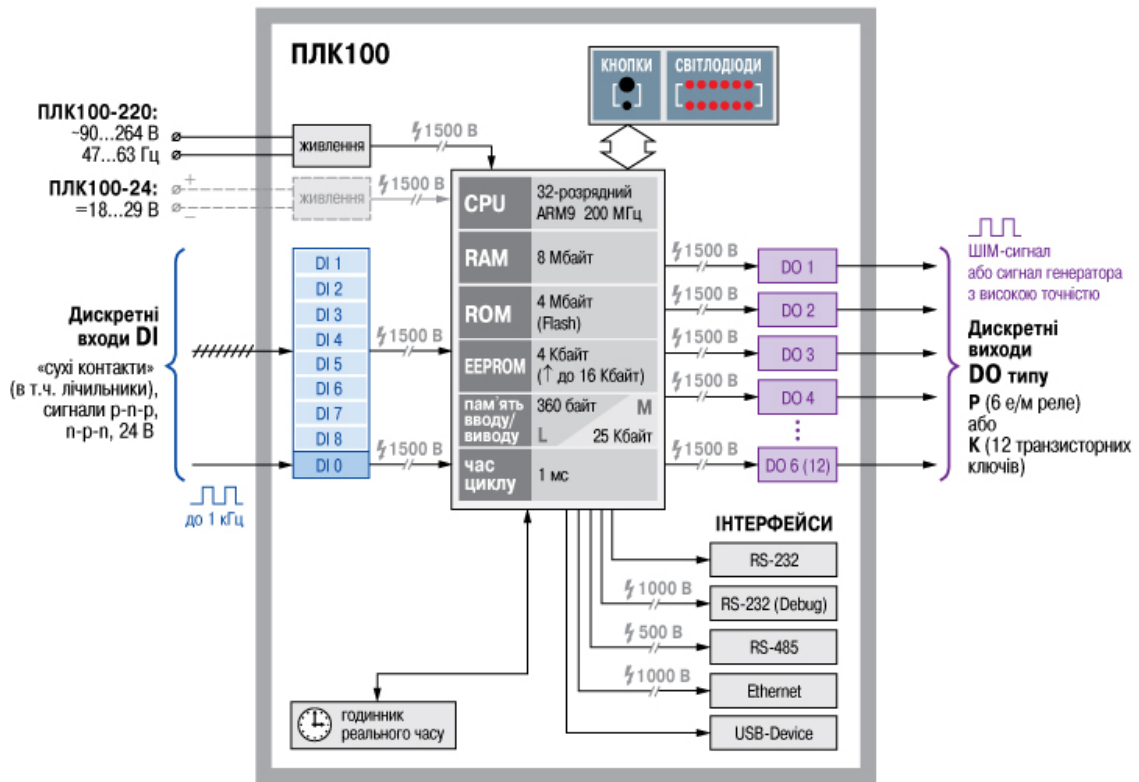 ПЛК100
КНОПКИ
СВІТЛОДІОДИ
ПЛК100-220:
~90...264 В
47...63 Гц
живлення
1500 В
ПЛК100-24:
=18...29 В
+
−
живлення
1500 В
CPU
32-розрядний
ARM9 200 МГц
RAM
8 Мбайт
ROM
4 Мбайт
(Flash)
EEPROM
4 Кбайт
(↑ до 16 Кбайт)
пам'ять
вводу/
виводу
360 байт
M
L
25 Кбайт
час
циклу
1 мс
Дискретні
входи DI
«сухі контакти»
(в т.ч. лічильники),
сигнали p-n-p,
n-p-n, 24 В
до 1 кГц
DI 1
DI 2
DI 3
DI 4
DI 5
DI 6
DI 7
DI 8
DI 0
1500 В
1500 В
1500 В
DO 1
1500 В
DO 2
1500 В
DO 3
1500 В
DO 4
1500 В
DO 6 (12)
ШІМ-сигнал
або сигнал генератора
з високою точністю
Дискретні
виходи
DO типу
Р (6 е/м реле)
або
К (12 транзисторних
ключів)
ІНТЕРФЕЙСИ
RS-232
1000 В
RS-232 (Debug)
500 В
RS-485
1000 В
Ethernet
USB-Device
годинник
реального часу